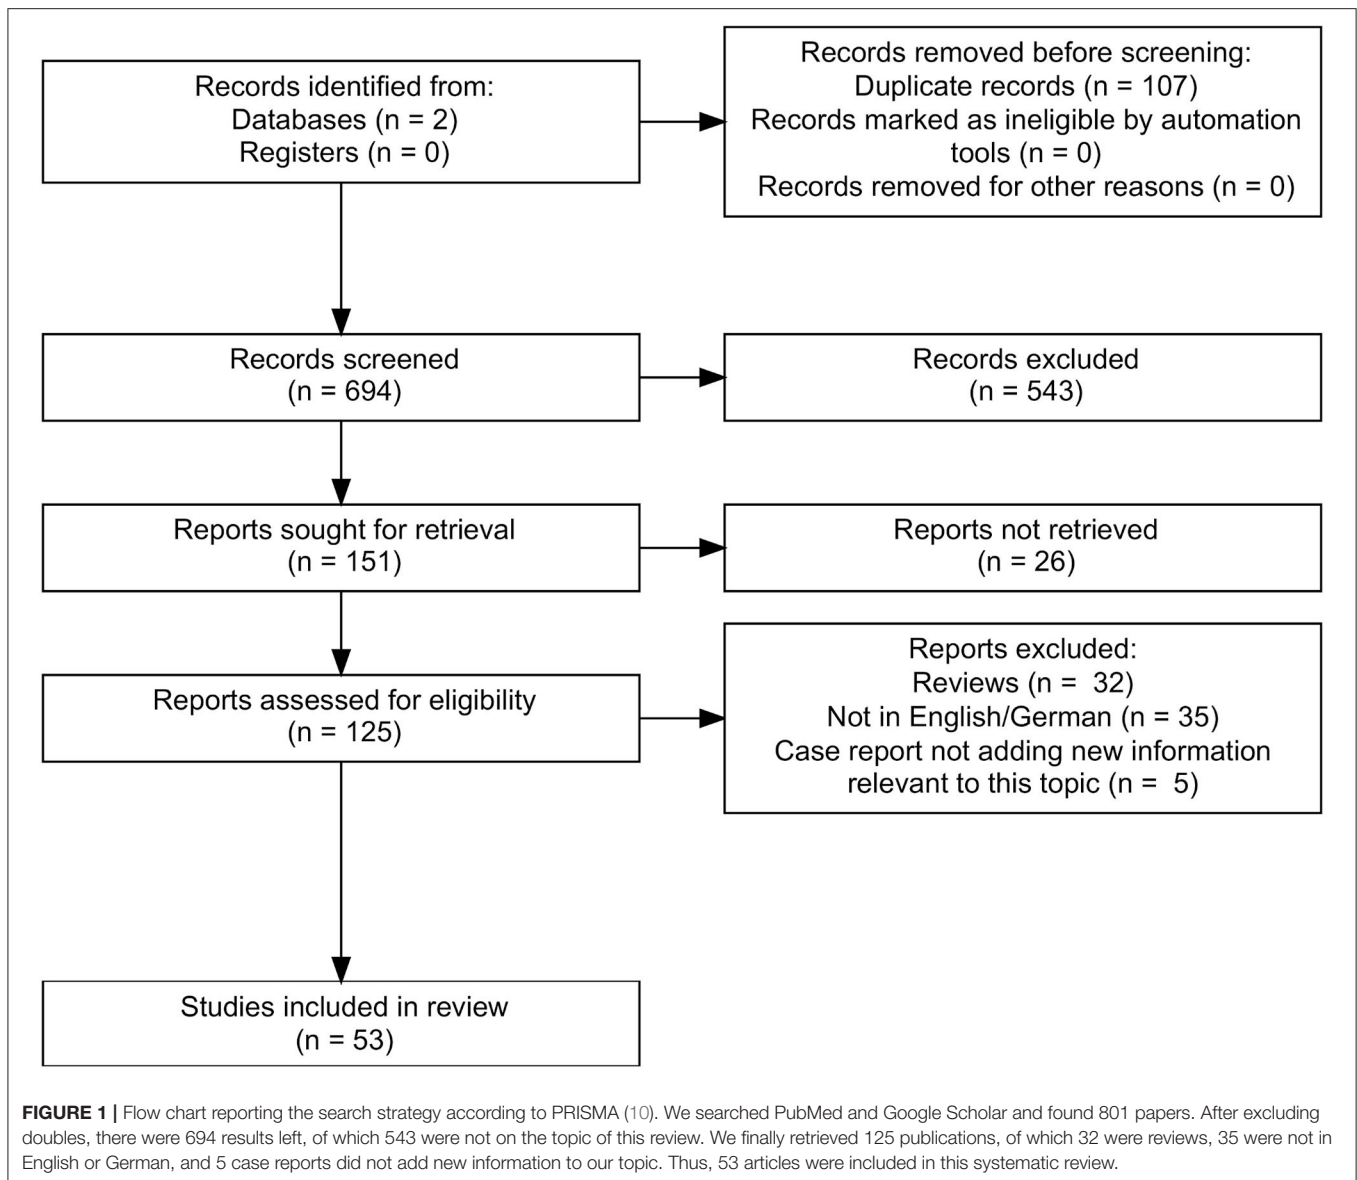 Records identified from:
Databases (n = 2)
Registers (n = 0)
Records removed before screening:
Duplicate records (n = 107)
Records marked as ineligible by automation
tools (n = 0)
Records removed for other reasons (n = 0)
Records screened
(n = 694)
Records excluded
(n = 543)
Reports sought for retrieval
(n = 151)
Reports not retrieved
(n = 26)
Reports assessed for eligibility
(n = 125)
Reports excluded:
Reviews (n =  32)
Not in English/German (n = 35)
Case report not adding new information
relevant to this topic (n =  5)
Studies included in review
(n = 53)
FIGURE 1 | Flow chart reporting the search strategy according to PRISMA (10). We searched PubMed and Google Scholar and found 801 papers. After excluding
doubles, there were 694 results left, of which 543 were not on the topic of this review. We finally retrieved 125 publications, of which 32 were reviews, 35 were not in
English or German, and 5 case reports did not add new information to our topic. Thus, 53 articles were included in this systematic review.